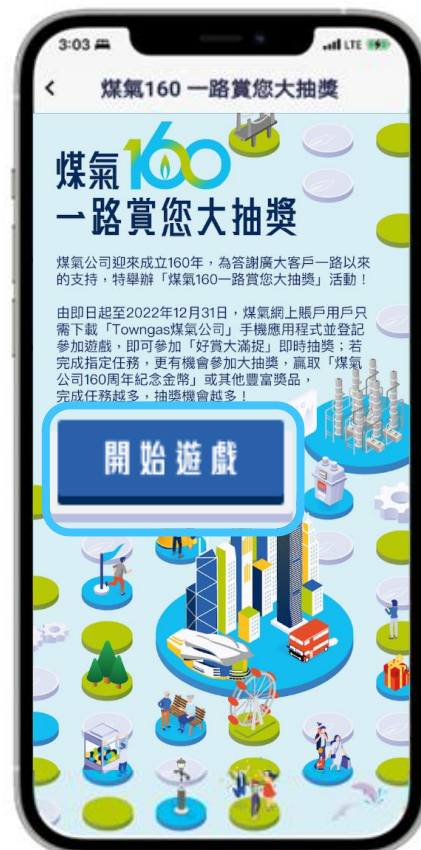 3:03
LTE
煤氣160 一路賞您大抽獎
煤氣160
一路賞您大抽獎
煤氣公司迎來成立160年，為答謝廣大客戶一路以來
的支持，特舉辦「煤氣160一路賞您大抽獎」活動！
由即日起至2022年12月31日，煤氣網上賬戶用戶只
需下載「Towngas煤氣公司」手機應用程式並登記
參加遊戲，即可參加「好賞大滿捉」即時抽獎；若
完成指定任務，更有機會參加大抽獎，贏取「煤氣
公司160周年紀念金幣」或其他豐富獎品，
完成任務越多，抽獎機會越多！
開始遊戲